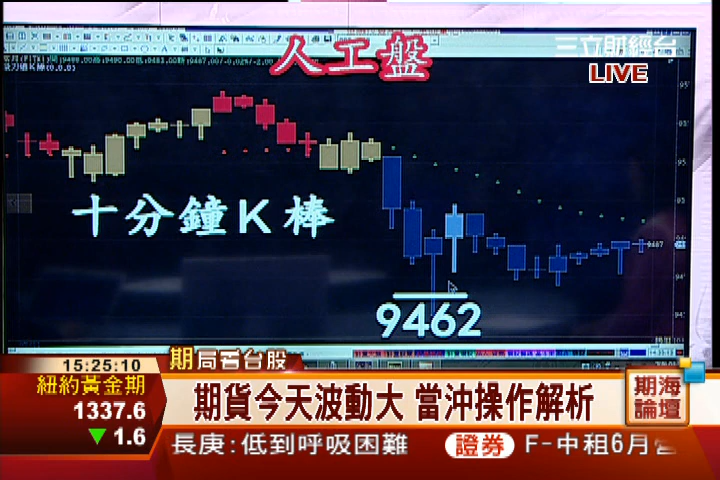 人工盤
三立財經台
LIVE
十分鐘K棒
9467
9462
15:25:10
期局者台股
紐約黃金期
1337.6
▼1.6
期貨今天波動大 當沖操作解析
期海
論壇
長庚:低到呼吸困難
證券 F-中租6月